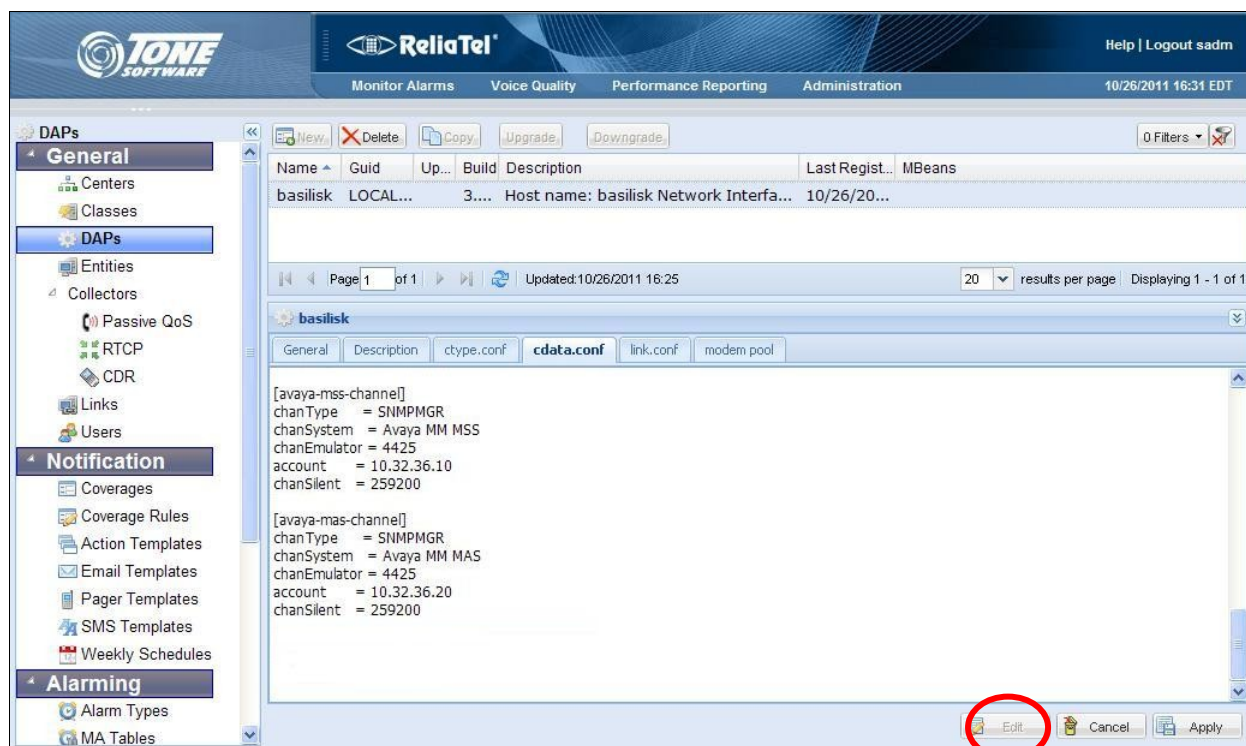 TONE
SOFTWARE
ReliaTel
Help | Logout sadm
Monitor Alarms Voice Quality Performance Reporting Administration
10/26/2011 16:31 EDT
DAPs
General
Centers
Classes
DAPs
Entities
Collectors
Passive QoS
RTCP
CDR
Links
Users
Notification
Coverages
Coverage Rules
Action Templates
Email Templates
Pager Templates
SMS Templates
Weekly Schedules
Alarming
Alarm Types
MA Tables
New Delete Copy Upgrade Downgrade
0 Filters
Name Guid Up... Build Description Last Regist... MBeans
basilisk LOCAL... 3.... Host name: basilisk Network Interfa... 10/26/20...
Page 1 of 1 Updated:10/26/2011 16:25 20 results per page Displaying 1 - 1 of 1
basilisk
General Description ctype.conf cdata.conf link.conf modem pool
[avaya-mss-channel]
chanType = SNMPMGR
chanSystem = Avaya MM MSS
chanEmulator = 4425
account = 10.32.36.10
chanSilent = 259200
[avaya-mas-channel]
chanType = SNMPMGR
chanSystem = Avaya MM MAS
chanEmulator = 4425
account = 10.32.36.20
chanSilent = 259200
Edit Cancel Apply